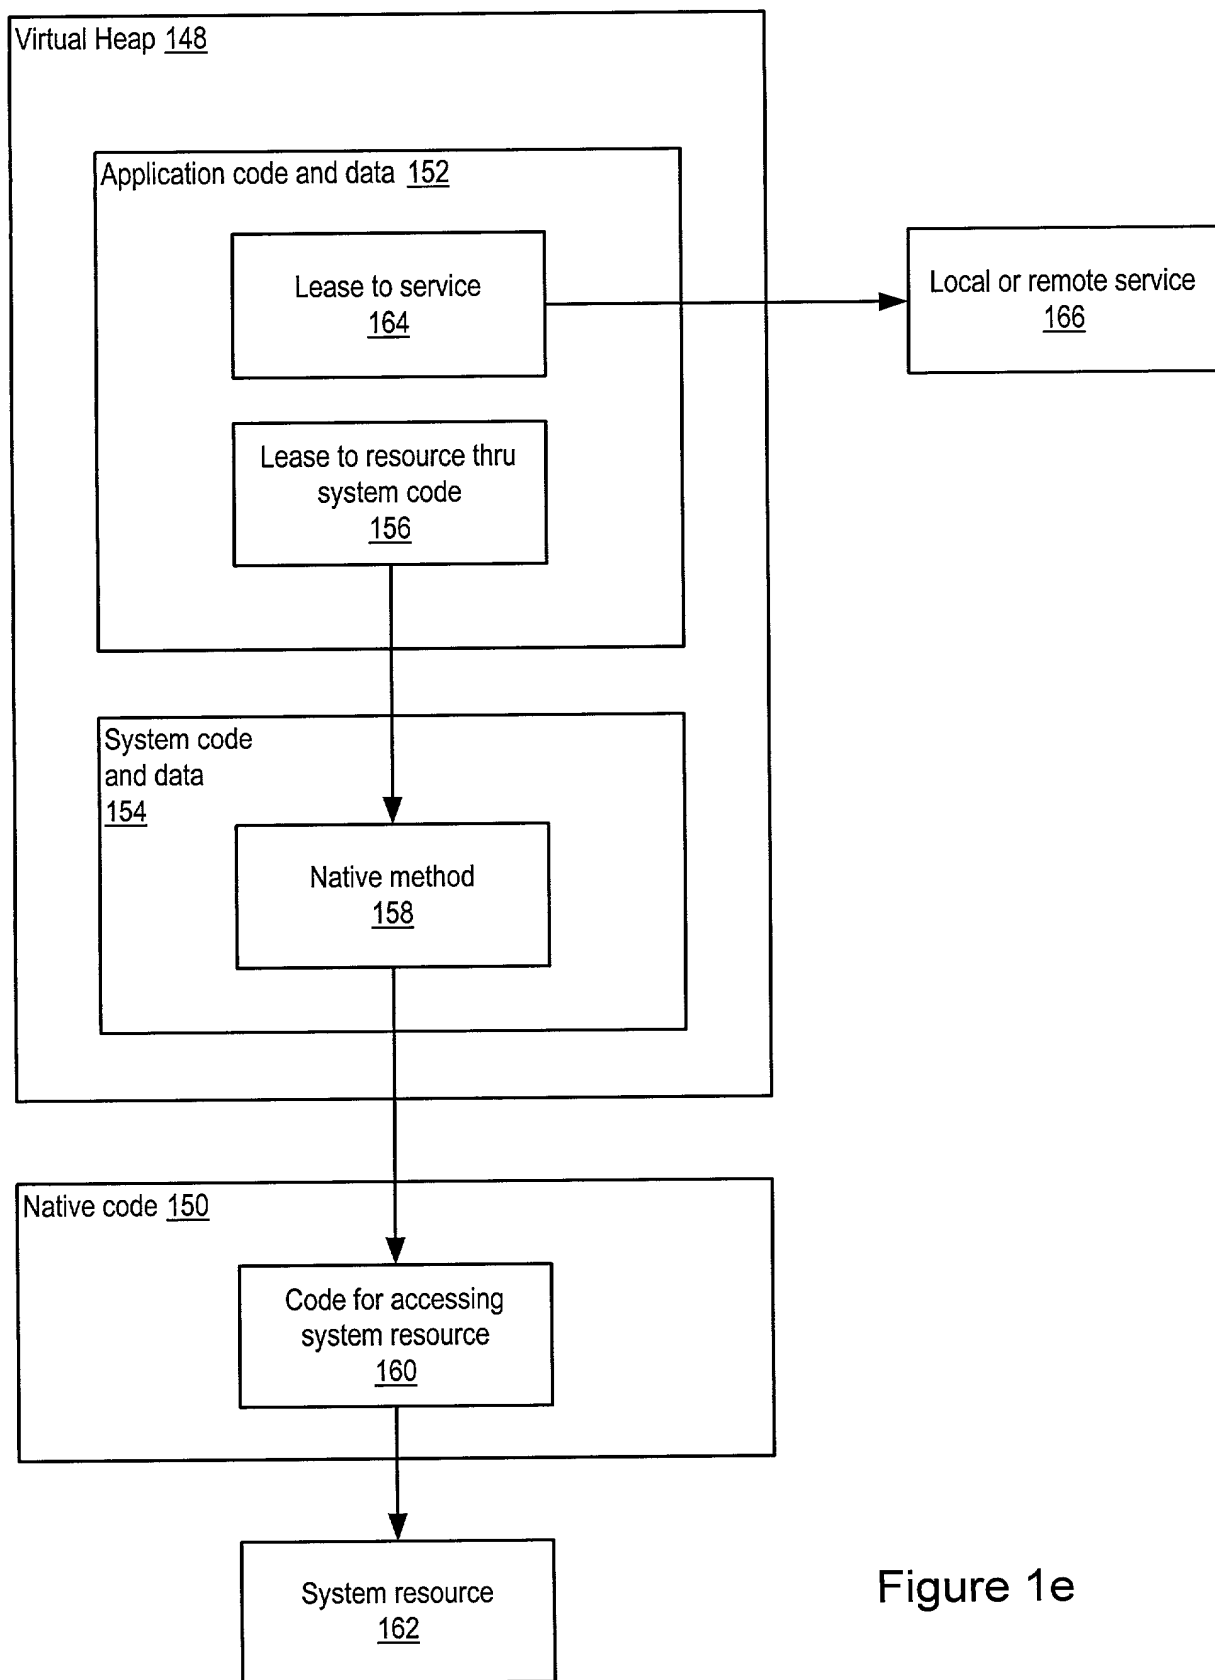 Virtual Heap 148
Application code and data 152
Lease to service
164
Local or remote service
166
Lease to resource thru
system code
156
System code
and data
154
Native method
158
Native code 150
Code for accessing
system resource
160
System resource
162
Figure 1e